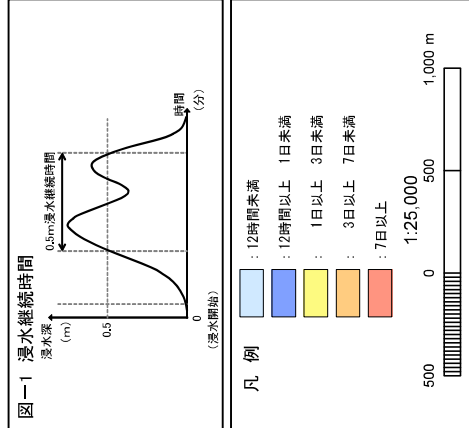 図ー1 浸水継続時間
浸水深
(m)
0.5m浸水継続時間
0.5
0
(浸水開始)
時間
(分)
凡 例
: 12時間未満
: 12時間以上 1日未満
: 1日以上 3日未満
: 3日以上 7日未満
: 7日以上
1:25,000
500 0 500 1,000 m